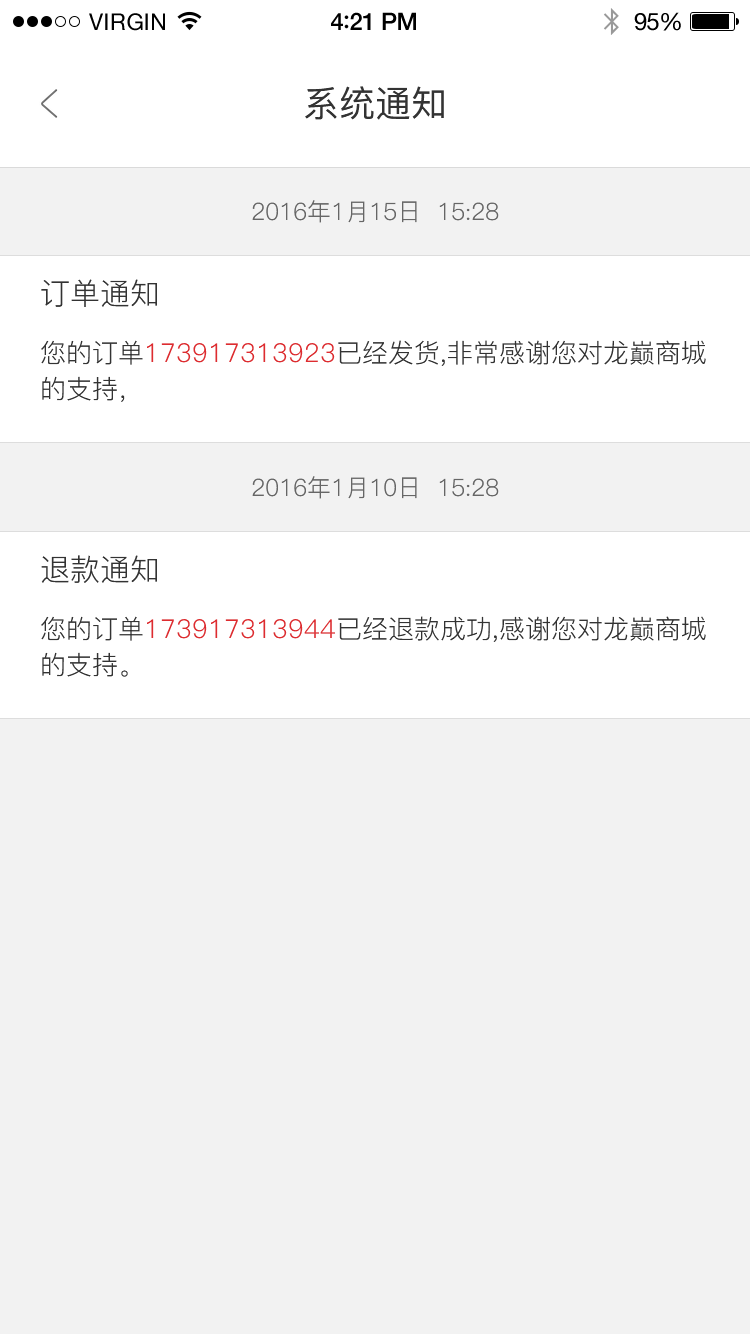 VIRGIN 4:21 PM 95%
系统通知
2016年1月15日 15:28
订单通知
您的订单173917313923已经发货,非常感谢您对龙巅商城
的支持,
2016年1月10日 15:28
退款通知
您的订单173917313944已经退款成功,感谢您对龙巅商城
的支持。